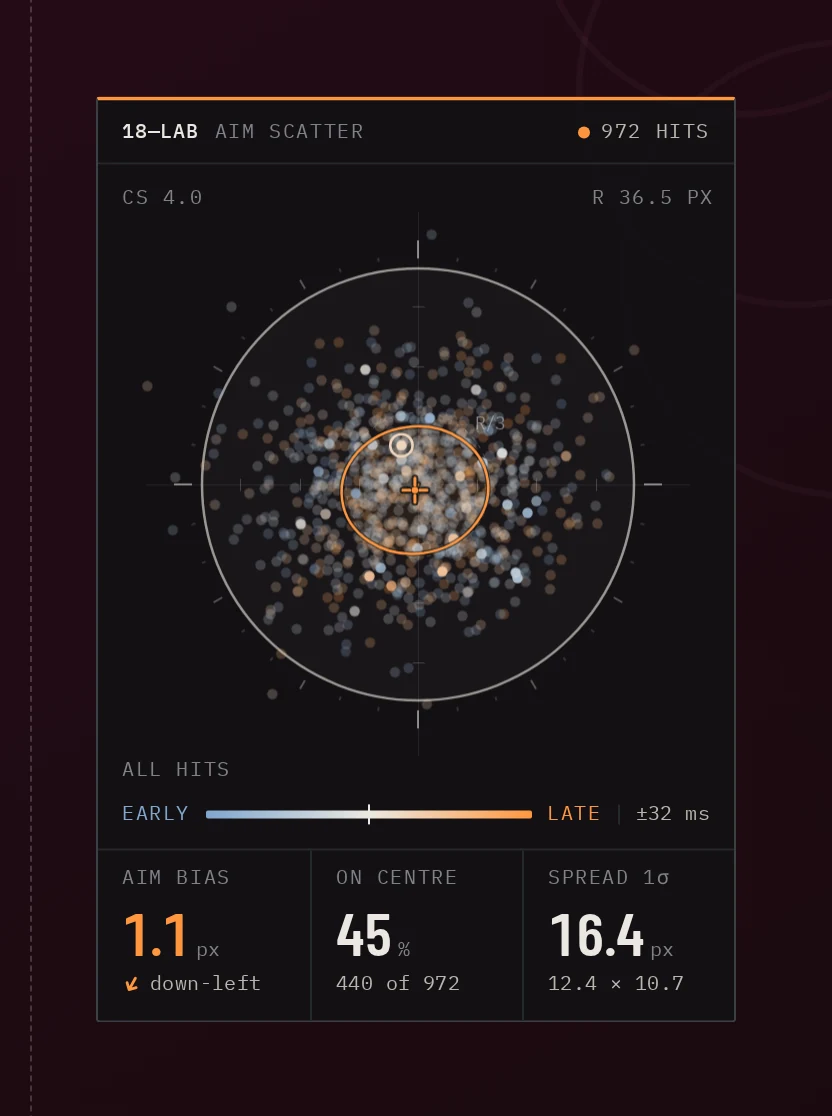 18—LAB AIM SCATTER 972 HITS
CS 4.0 R 36.5 PX
R/3
ALL HITS
EARLY LATE ±32 ms
AIM BIAS ON CENTRE SPREAD 1σ
1.1 px 45 % 16.4 px
↙ down-left 440 of 972 12.4 × 10.7